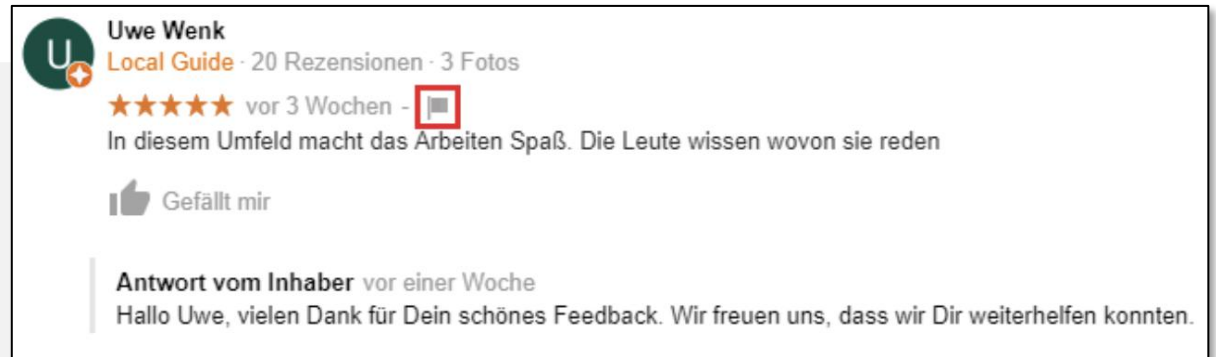 U
Uwe Wenk
Local Guide · 20 Rezensionen · 3 Fotos
★★★★★ vor 3 Wochen -
In diesem Umfeld macht das Arbeiten Spaß. Die Leute wissen wovon sie reden
Gefällt mir
Antwort vom Inhaber vor einer Woche
Hallo Uwe, vielen Dank für Dein schönes Feedback. Wir freuen uns, dass wir Dir weiterhelfen konnten.